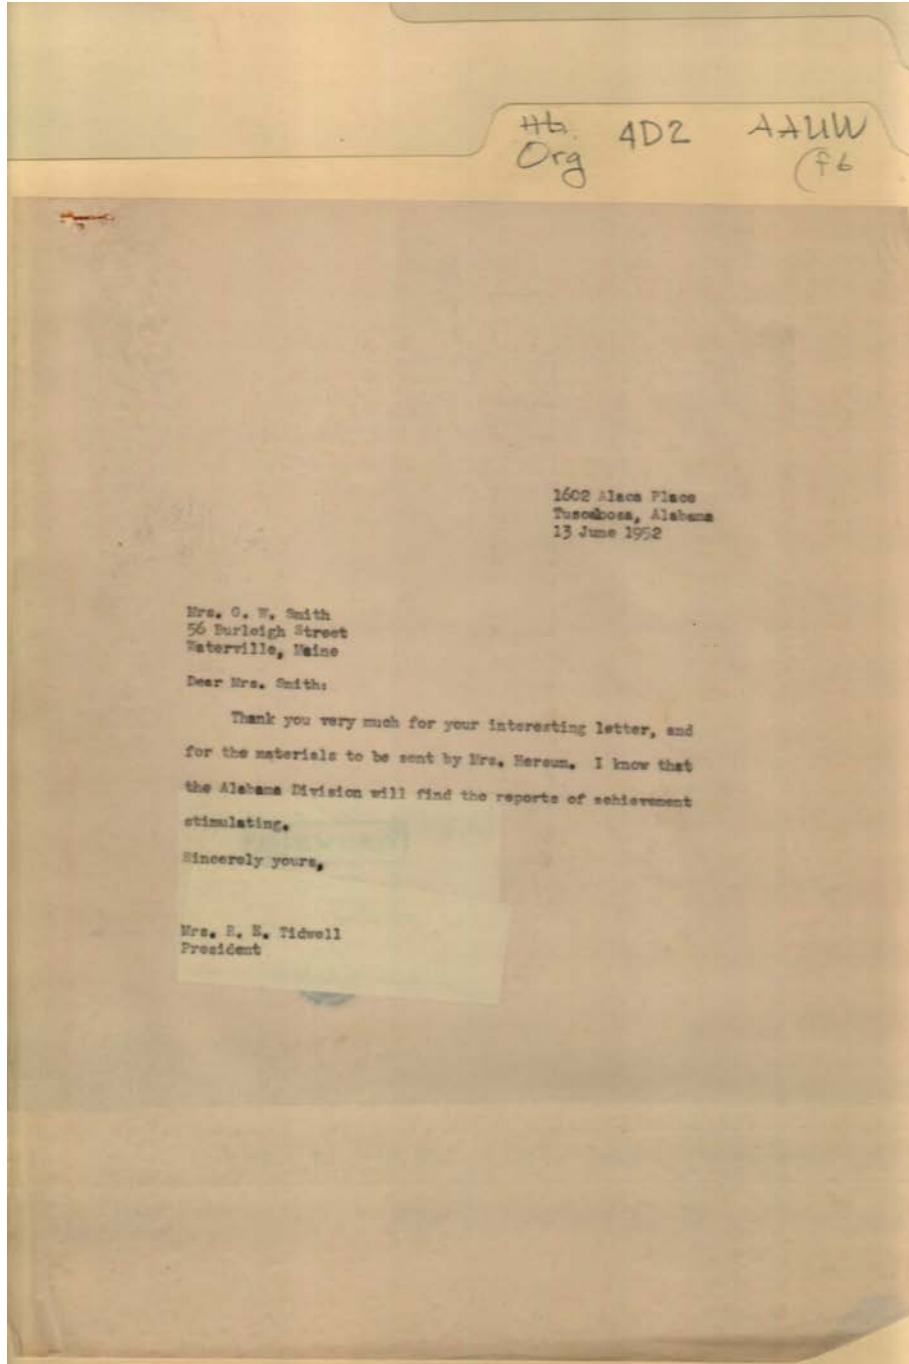 Org 4D2 AAUW
1602 Alaca Place
Tuscaloosa, Alabama
13 June 1952
Mrs. G. W. Smith
56 Burleigh Street
Waterville, Maine
Dear Mrs. Smith:
Thank you very much for your interesting letter, and
for the materials to be sent by Mrs. Hersum. I know that
the Alabama Division will find the reports of achievement
stimulating.
Sincerely yours,
Mrs. R. E. Tidwell
President